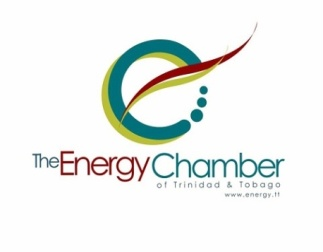 The Energy Chamber
of Trinidad & Tobago
www.energy.tt